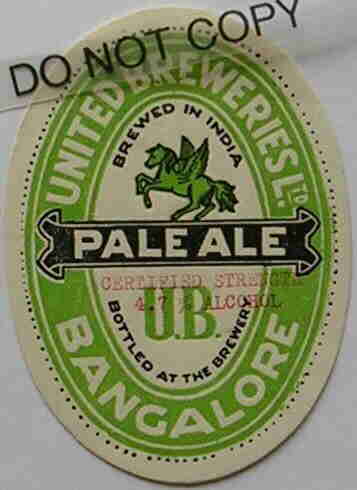 DO NOT COPY
UNITED BREWERIES LTD
BREWED IN INDIA
PALE ALE
CERTIFIED STRENGTH
4.7 % ALCOHOL
U.B.
BOTTLED AT THE BREWERY
BANGALORE